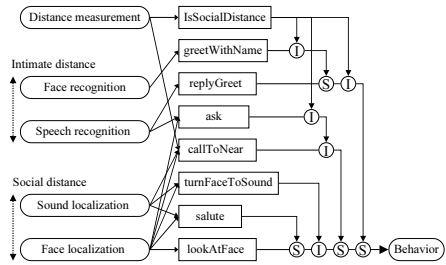 Distance measurement
IsSocialDistance
greetWithName
I
Intimate distance
Face recognition
replyGreet
S
I
Speech recognition
ask
I
callToNear
I
Social distance
turnFaceToSound
Sound localization
salute
Face localization
lookAtFace
S
I
S
S
Behavior